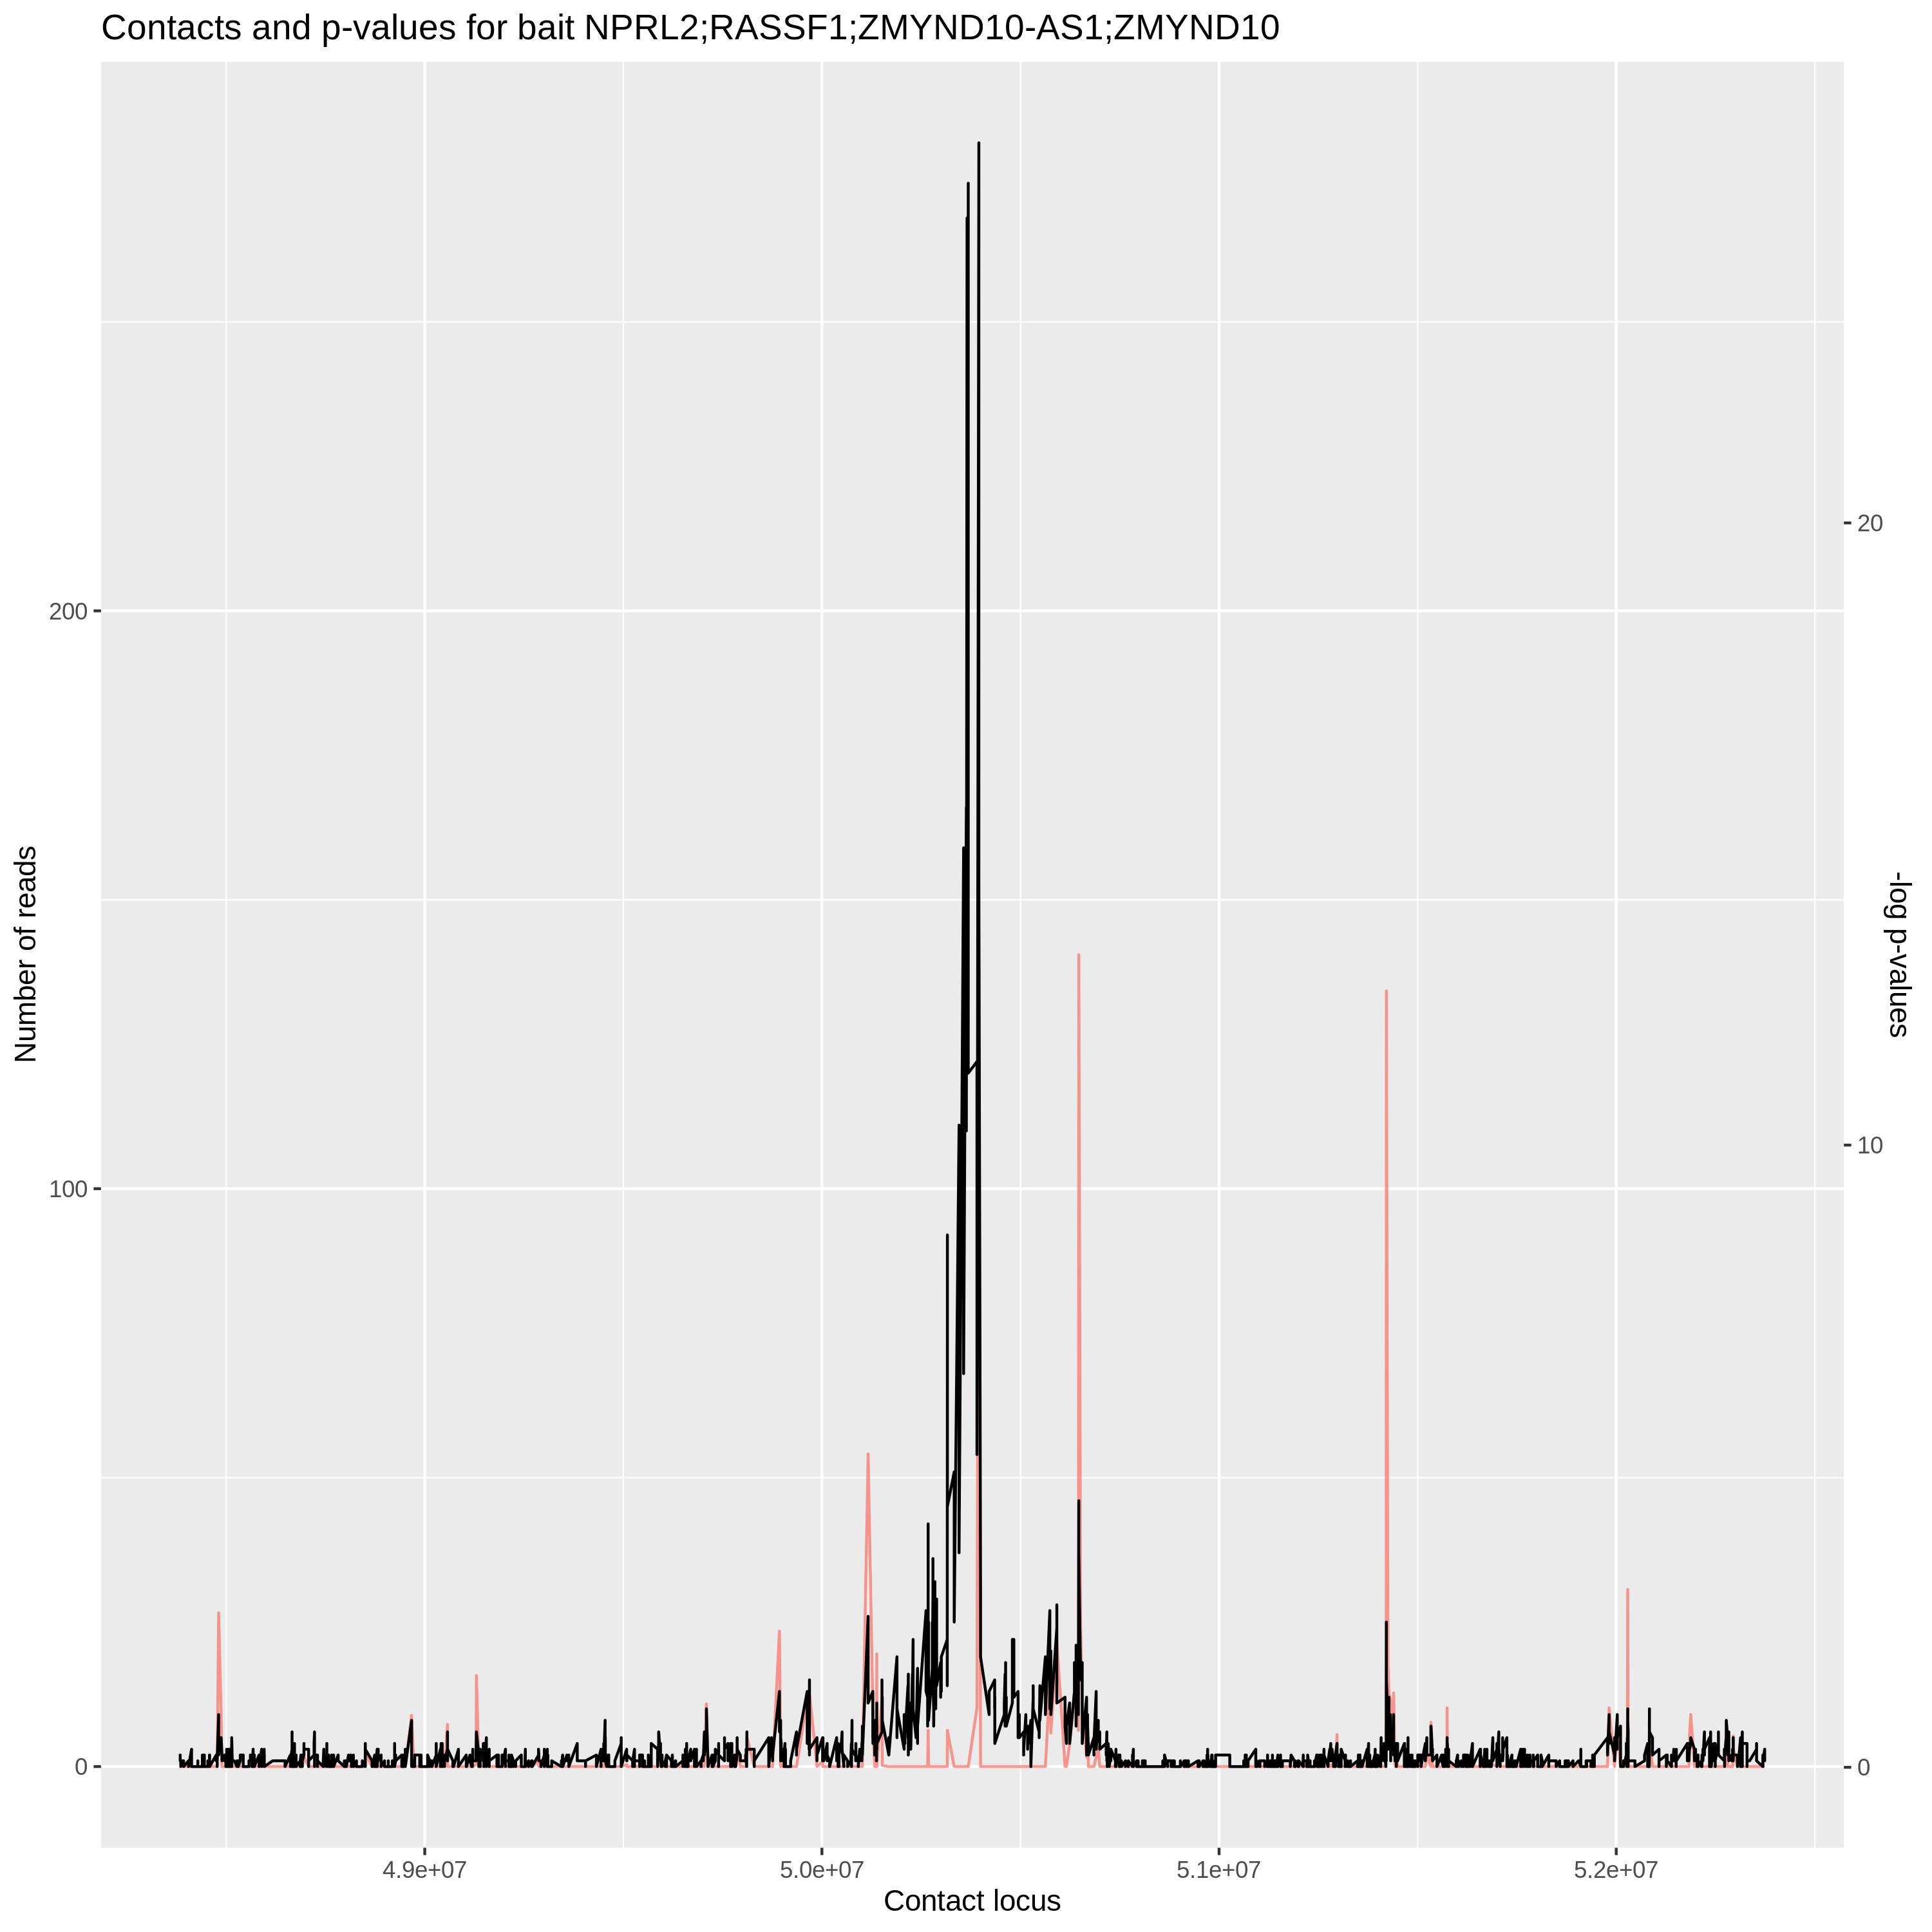 Contacts and p-values for bait NPRL2;RASSF1;ZMYND10-AS1;ZMYND10
Number of reads
200
100
0
20
10
0
-log p-values
4.9e+07
5.0e+07
5.1e+07
5.2e+07
Contact locus